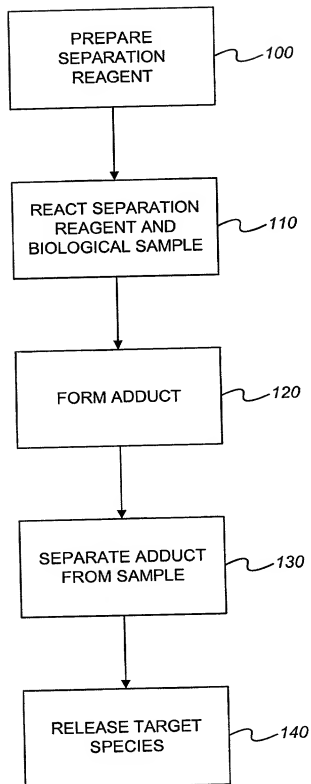 PREPARE
SEPARATION
REAGENT
100
REACT SEPARATION
REAGENT AND
BIOLOGICAL SAMPLE
110
FORM ADDUCT
120
SEPARATE ADDUCT
FROM SAMPLE
130
RELEASE TARGET
SPECIES
140